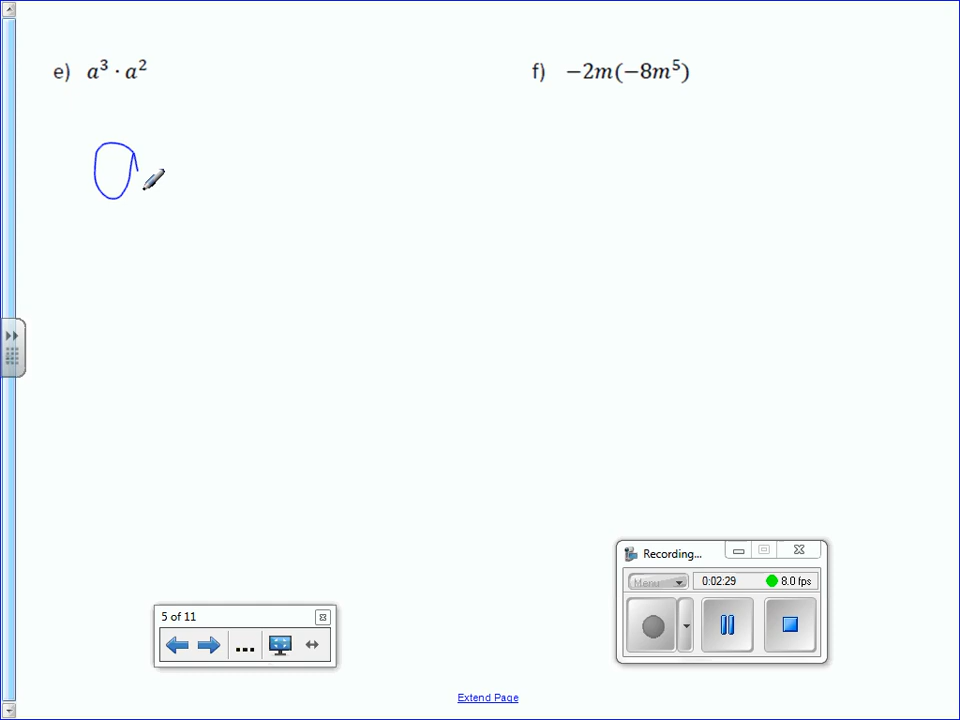 e) a³ · a²
f) −2m(−8m⁵)
a
Recording...
Menu
0:02:29
8.0 fps
5 of 11
...
Extend Page